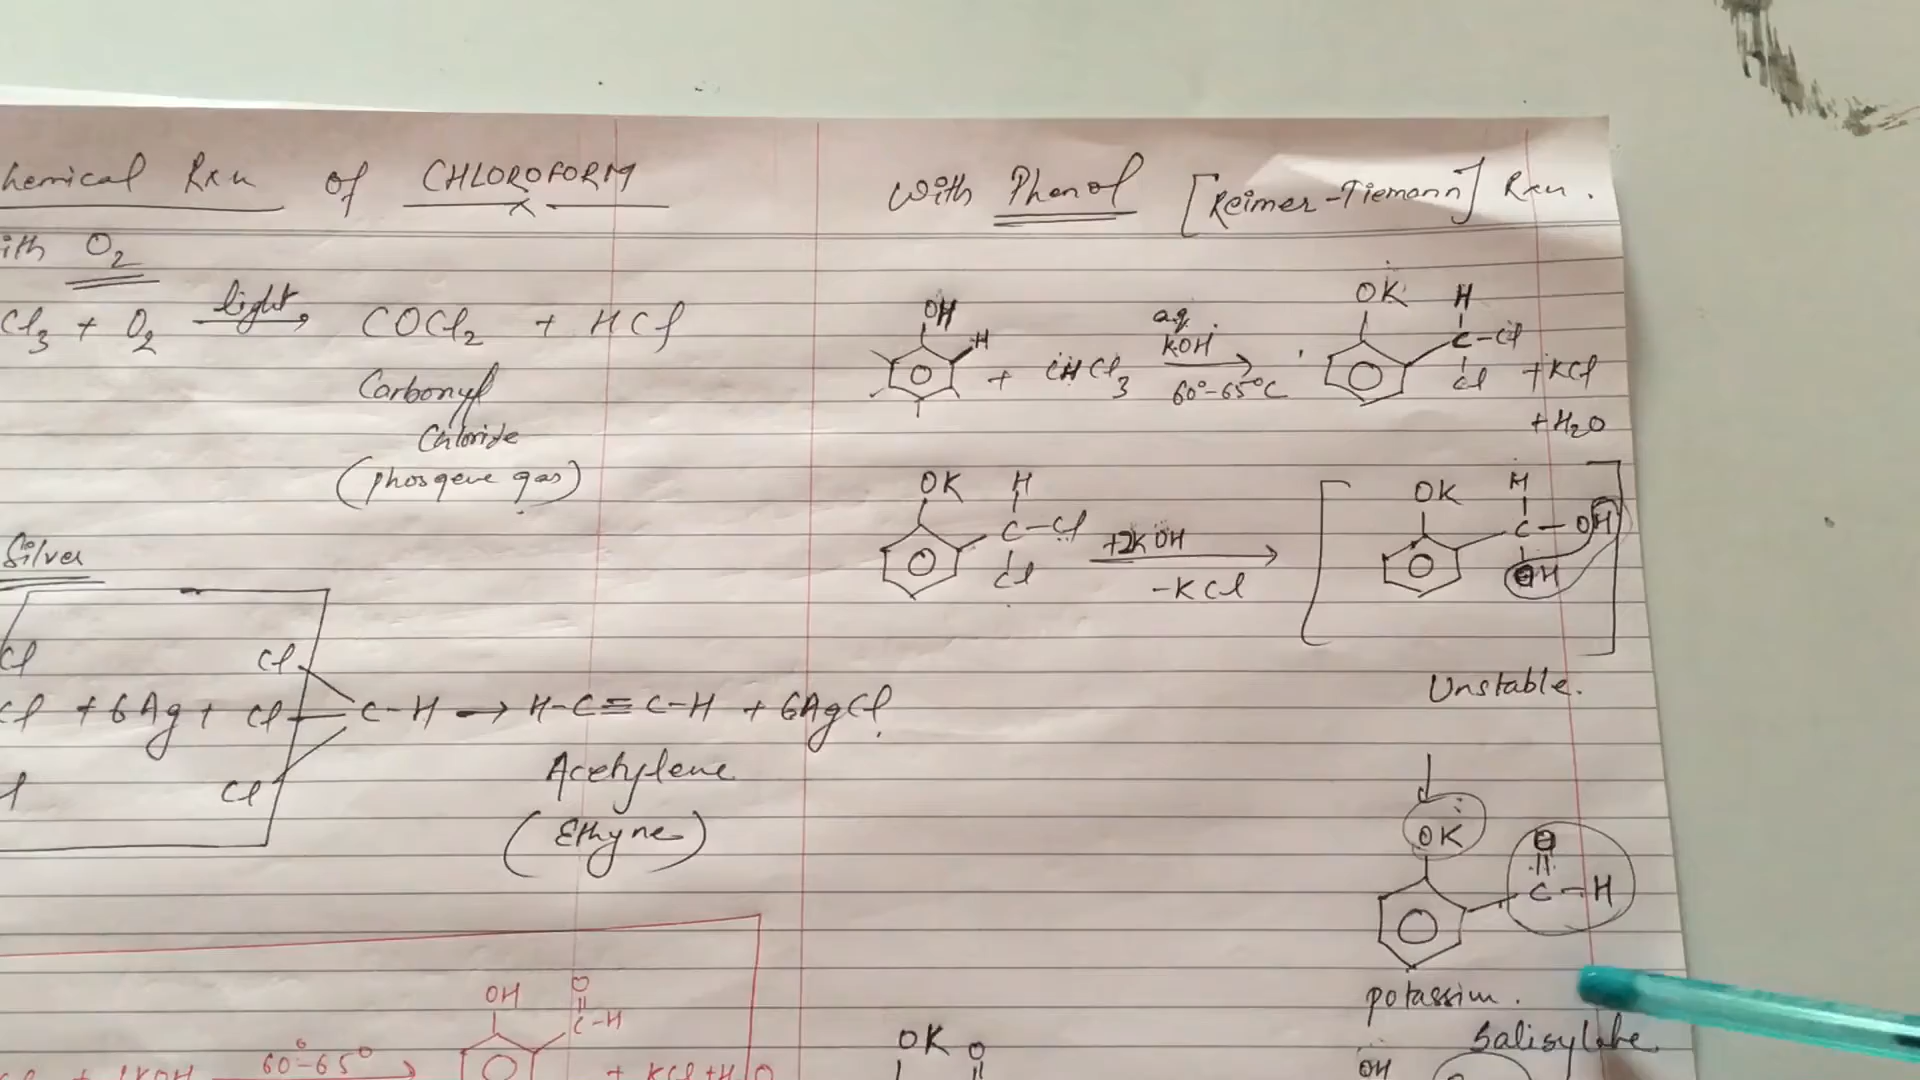 hemical Rxn of CHLOROFORM
ith O2
Cl3 + O2 light → COCl2 + HCl
Carbonyl
Chloride
(phosgene gas)
Silver
Cl Cl
Cl + 6Ag + Cl C-H → H-C≡C-H + 6AgCl
l Cl
Acetylene
(Ethyne)
OH O
C-H
60°-65°
+ KCl + H2O
With Phenol [Reimer-Tiemann] Rxn.
OH H + CHCl3 aq. KOH 60°-65°C → OK H C-Cl Cl + KCl
+ H2O
OK H C-Cl Cl +2KOH -KCl → [OK H C-OH OH]
Unstable.
OK O
C-H
potassium.
Salisylate
OK O
OH